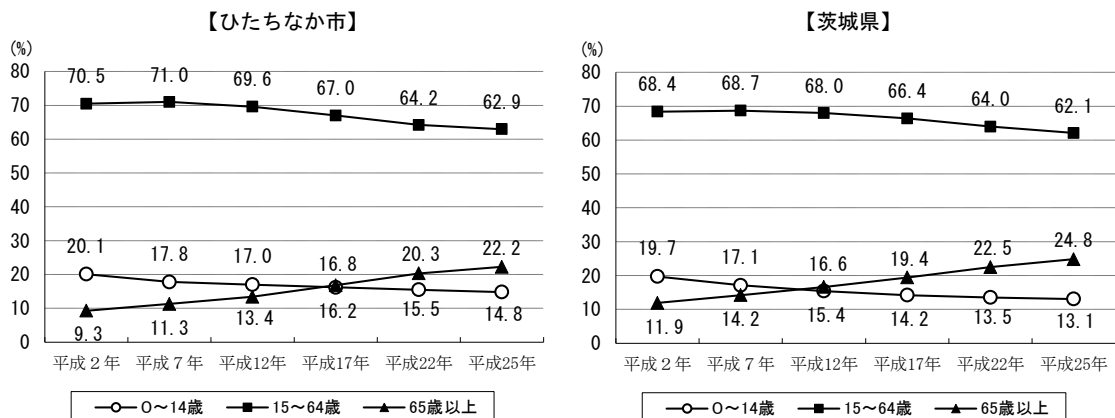 【ひたちなか市】
(%)
80
70
60
50
40
30
20
10
0
70.5 71.0 69.6 67.0 64.2 62.9
20.1 17.8 17.0 16.8 20.3 22.2
9.3 11.3 13.4 16.2 15.5 14.8
平成2年 平成7年 平成12年 平成17年 平成22年 平成25年
0～14歳 15～64歳 65歳以上
【茨城県】
(%)
80
70
60
50
40
30
20
10
0
68.4 68.7 68.0 66.4 64.0 62.1
19.7 17.1 16.6 19.4 22.5 24.8
11.9 14.2 15.4 14.2 13.5 13.1
平成2年 平成7年 平成12年 平成17年 平成22年 平成25年
0～14歳 15～64歳 65歳以上